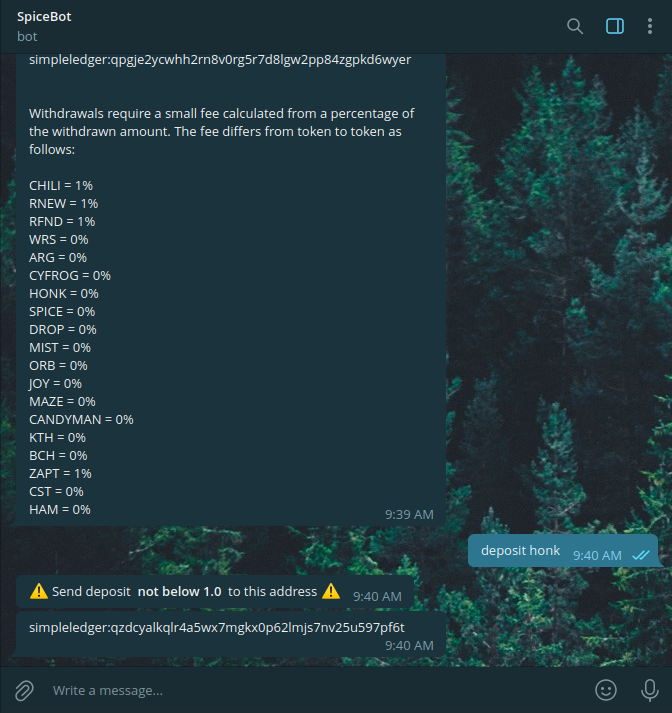 SpiceBot
bot
simpleledger:qpgje2ycwhh2rn8v0rg5r7d8lgw2pp84zgpkd6wyer
Withdrawals require a small fee calculated from a percentage of
the withdrawn amount. The fee differs from token to token as
follows:
CHILI = 1%
RNEW = 1%
RFND = 1%
WRS = 0%
ARG = 0%
CYFROG = 0%
HONK = 0%
SPICE = 0%
DROP = 0%
MIST = 0%
ORB = 0%
JOY = 0%
MAZE = 0%
CANDYMAN = 0%
KTH = 0%
BCH = 0%
ZAPT = 1%
CST = 0%
HAM = 0%
9:39 AM
deposit honk 9:40 AM
⚠️ Send deposit not below 1.0 to this address ⚠️ 9:40 AM
simpleledger:qzdcyalkqlr4a5wx7mgkx0p62lmjs7nv25u597pf6t
9:40 AM
Write a message...